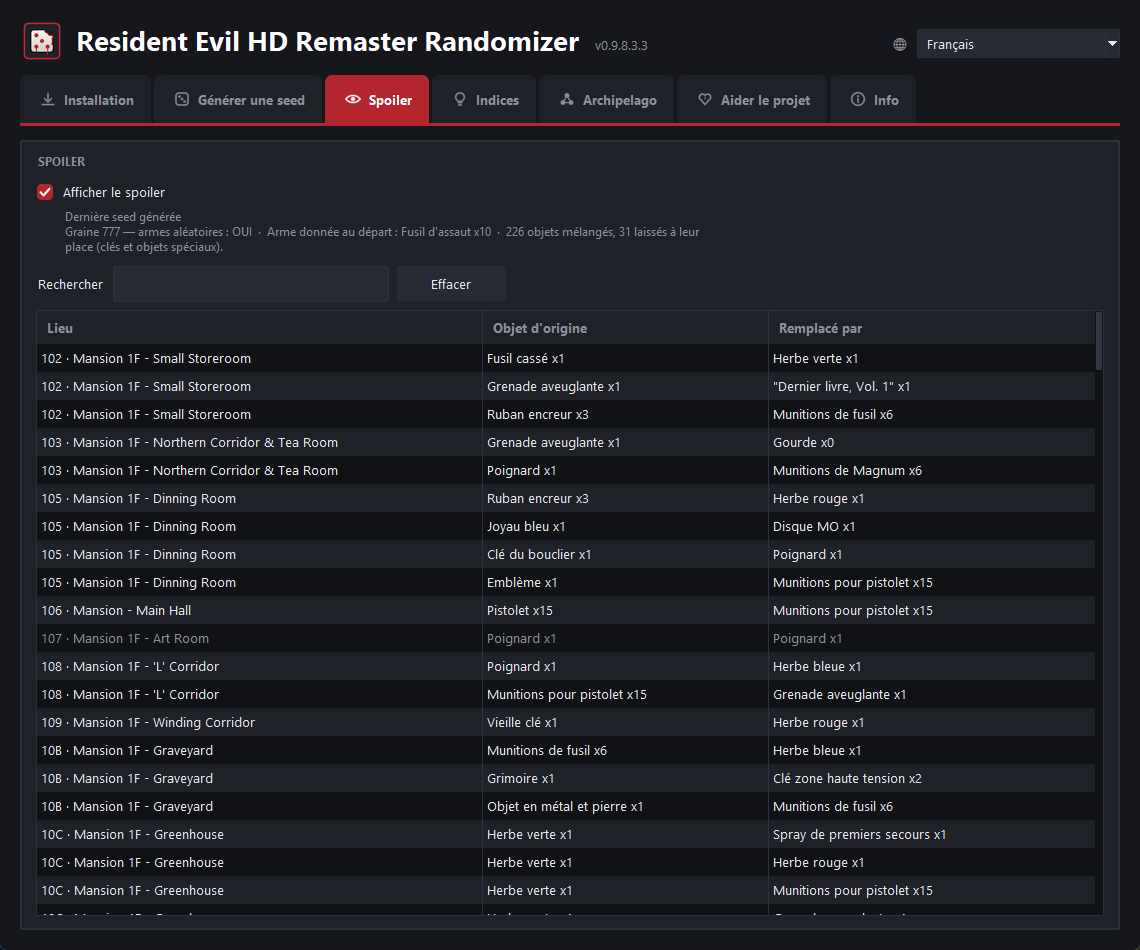 Resident Evil HD Remaster Randomizer v0.9.8.3.3
Français
Installation Générer une seed Spoiler Indices Archipelago Aider le projet Info
SPOILER
Afficher le spoiler
Dernière seed générée
Graine 777 — armes aléatoires : OUI · Arme donnée au départ : Fusil d'assaut x10 · 226 objets mélangés, 31 laissés à leur
place (clés et objets spéciaux).
Rechercher Effacer
Lieu Objet d'origine Remplacé par
102 · Mansion 1F - Small Storeroom Fusil cassé x1 Herbe verte x1
102 · Mansion 1F - Small Storeroom Grenade aveuglante x1 "Dernier livre, Vol. 1" x1
102 · Mansion 1F - Small Storeroom Ruban encreur x3 Munitions de fusil x6
103 · Mansion 1F - Northern Corridor & Tea Room Grenade aveuglante x1 Gourde x0
103 · Mansion 1F - Northern Corridor & Tea Room Poignard x1 Munitions de Magnum x6
105 · Mansion 1F - Dinning Room Ruban encreur x3 Herbe rouge x1
105 · Mansion 1F - Dinning Room Joyau bleu x1 Disque MO x1
105 · Mansion 1F - Dinning Room Clé du bouclier x1 Poignard x1
105 · Mansion 1F - Dinning Room Emblème x1 Munitions pour pistolet x15
106 · Mansion - Main Hall Pistolet x15 Munitions pour pistolet x15
107 · Mansion 1F - Art Room Poignard x1 Poignard x1
108 · Mansion 1F - 'L' Corridor Poignard x1 Herbe bleue x1
108 · Mansion 1F - 'L' Corridor Munitions pour pistolet x15 Grenade aveuglante x1
109 · Mansion 1F - Winding Corridor Vieille clé x1 Herbe rouge x1
10B · Mansion 1F - Graveyard Munitions de fusil x6 Herbe bleue x1
10B · Mansion 1F - Graveyard Grimoire x1 Clé zone haute tension x2
10B · Mansion 1F - Graveyard Objet en métal et pierre x1 Munitions de fusil x6
10C · Mansion 1F - Greenhouse Herbe verte x1 Spray de premiers secours x1
10C · Mansion 1F - Greenhouse Herbe verte x1 Herbe rouge x1
10C · Mansion 1F - Greenhouse Herbe verte x1 Munitions pour pistolet x15